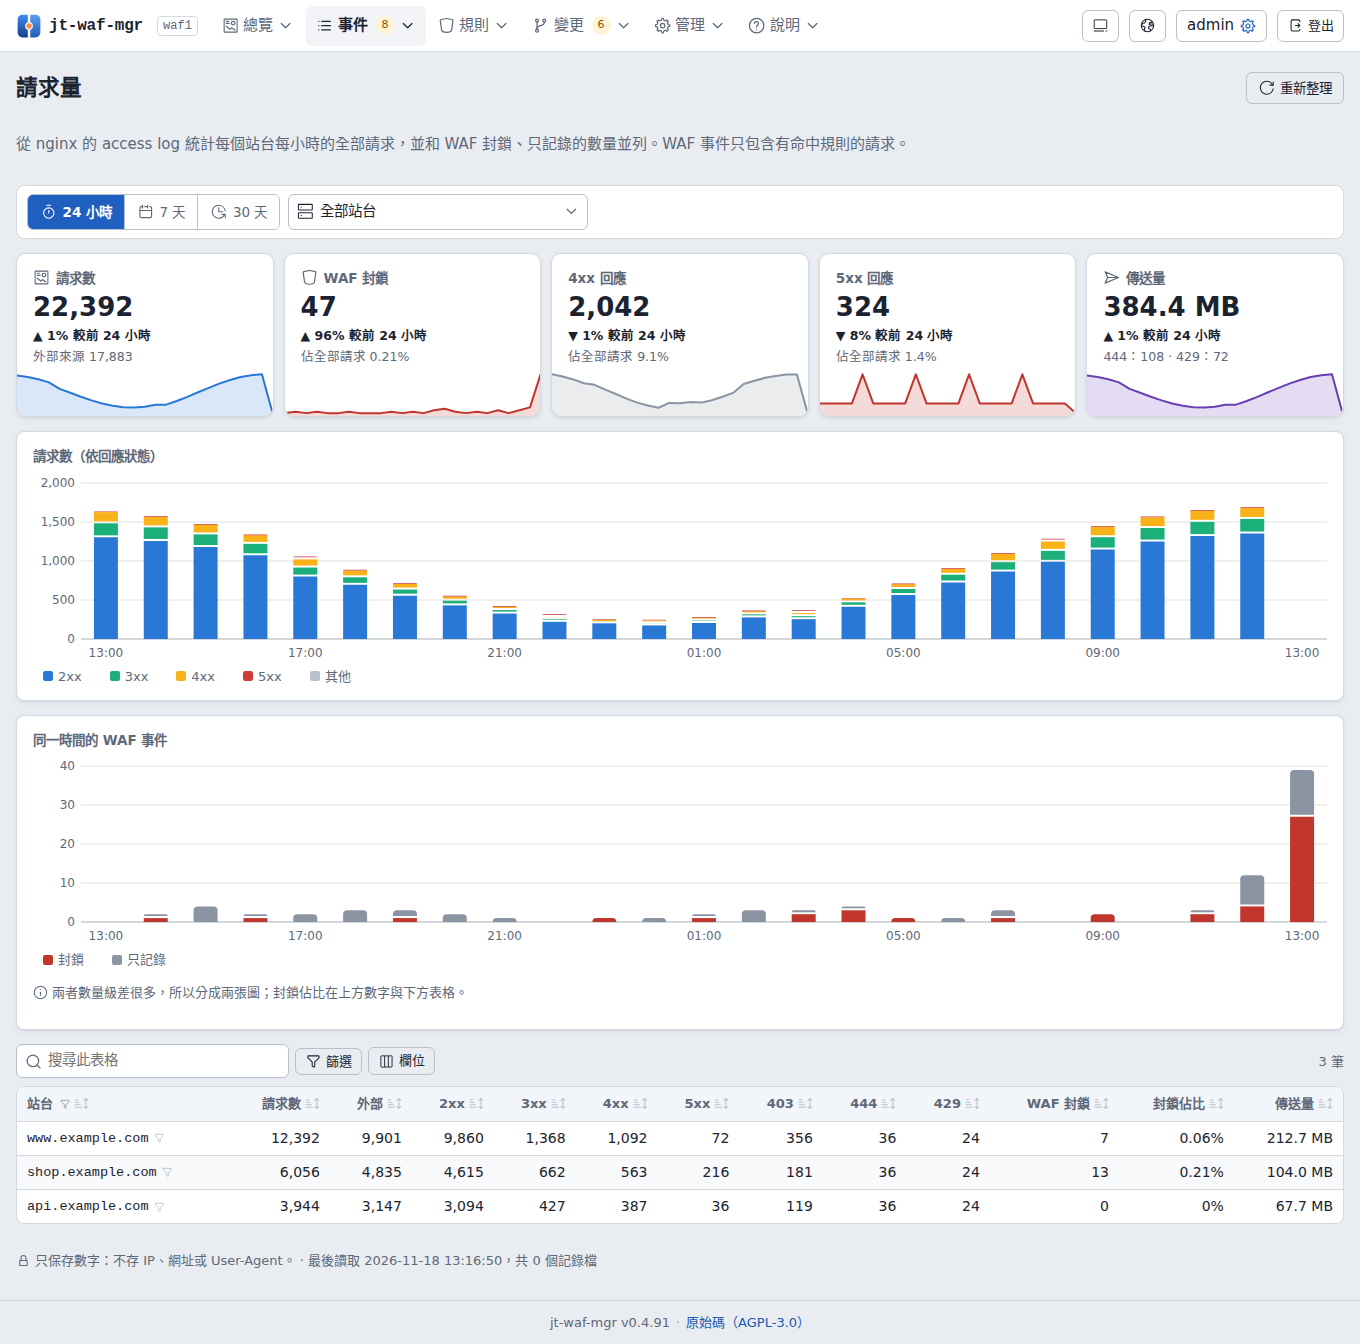 jt-waf-mgr waf1 總覽 事件 8 規則 變更 6 管理 說明 admin 登出
請求量 重新整理
從 nginx 的 access log 統計每個站台每小時的全部請求，並和 WAF 封鎖、只記錄的數量並列。WAF 事件只包含有命中規則的請求。
24 小時 7 天 30 天 全部站台
請求數 WAF 封鎖 4xx 回應 5xx 回應 傳送量
22,392 47 2,042 324 384.4 MB
▲ 1% 較前 24 小時 ▲ 96% 較前 24 小時 ▼ 1% 較前 24 小時 ▼ 8% 較前 24 小時 ▲ 1% 較前 24 小時
外部來源 17,883 佔全部請求 0.21% 佔全部請求 9.1% 佔全部請求 1.4% 444：108 · 429：72
請求數（依回應狀態）
2,000
1,500
1,000
500
0
13:00 17:00 21:00 01:00 05:00 09:00 13:00
2xx 3xx 4xx 5xx 其他
同一時間的 WAF 事件
40
30
20
10
0
13:00 17:00 21:00 01:00 05:00 09:00 13:00
封鎖 只記錄
兩者數量級差很多，所以分成兩張圖；封鎖佔比在上方數字與下方表格。
搜尋此表格 篩選 欄位 3 筆
站台 請求數 外部 2xx 3xx 4xx 5xx 403 444 429 WAF 封鎖 封鎖佔比 傳送量
www.example.com 12,392 9,901 9,860 1,368 1,092 72 356 36 24 7 0.06% 212.7 MB
shop.example.com 6,056 4,835 4,615 662 563 216 181 36 24 13 0.21% 104.0 MB
api.example.com 3,944 3,147 3,094 427 387 36 119 36 24 0 0% 67.7 MB
只保存數字：不存 IP、網址或 User-Agent。 · 最後讀取 2026-11-18 13:16:50，共 0 個記錄檔
jt-waf-mgr v0.4.91 · 原始碼（AGPL-3.0）